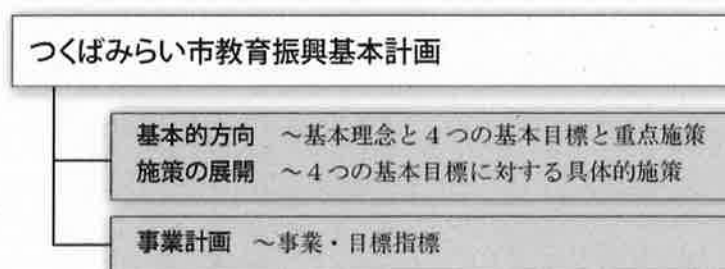 つくばみらい市教育振興基本計画
基本的方向 ～基本理念と４つの基本目標と重点施策
施策の展開 ～４つの基本目標に対する具体的施策
事業計画 ～事業・目標指標